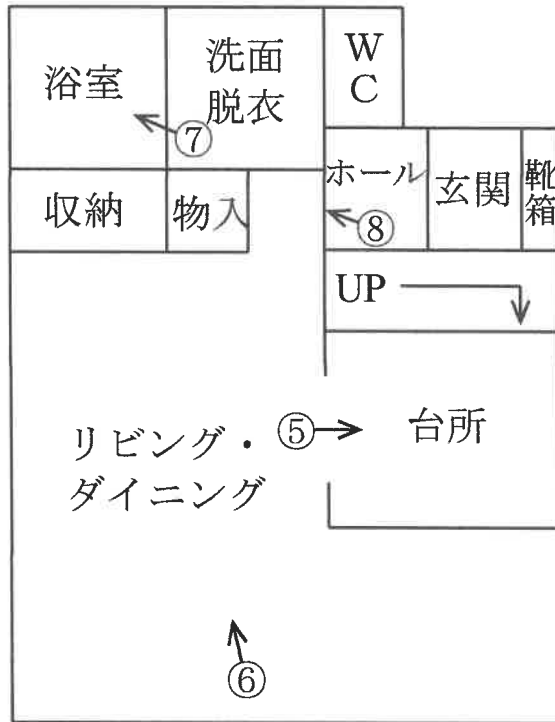 浴室
洗面
脱衣
W
C
⑦
収納
物入
ホール
玄関
靴
箱
⑧
UP
リビング・
ダイニング
⑤
台所
⑥